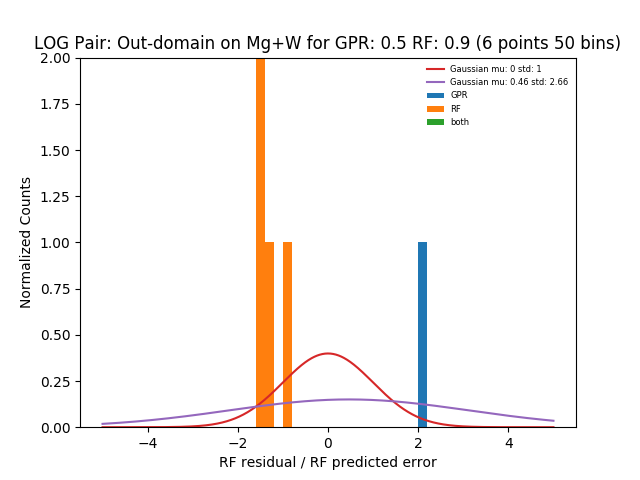 LOG Pair: Out-domain on Mg+W for GPR: 0.5 RF: 0.9 (6 points 50 bins)
Gaussian mu: 0 std: 1
Gaussian mu: 0.46 std: 2.66
GPR
RF
both
Normalized Counts
2.00
1.75
1.50
1.25
1.00
0.75
0.50
0.25
0.00
−4 −2 0 2 4
RF residual / RF predicted error